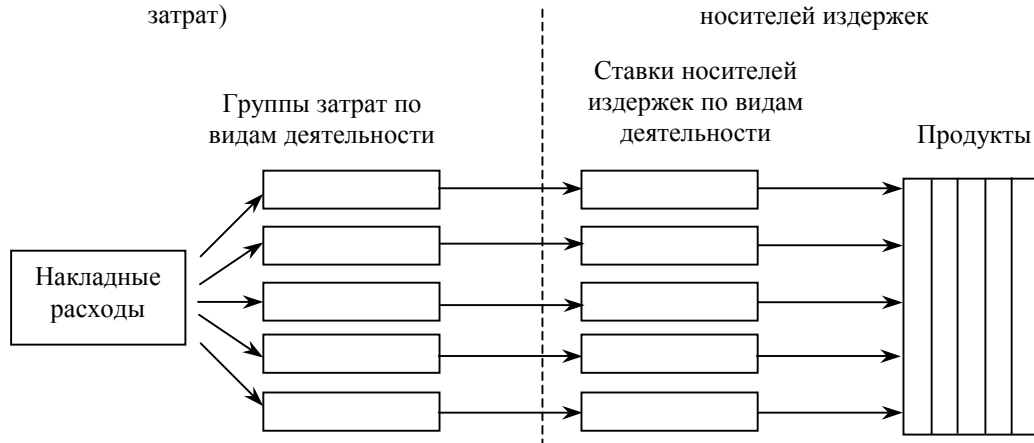 затрат)
носителей издержек
Группы затрат по
видам деятельности
Ставки носителей
издержек по видам
деятельности
Продукты
Накладные
расходы